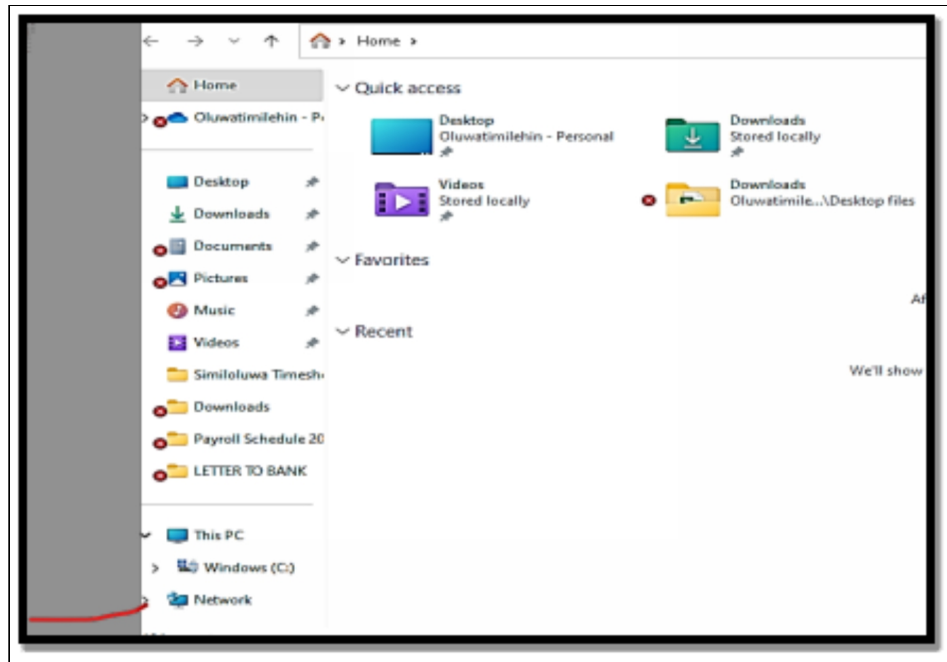 Home
Home
Oluwatimilehin - P
Desktop
Downloads
Documents
Pictures
Music
Videos
Similoluwa Timesh
Downloads
Payroll Schedule 20
LETTER TO BANK
This PC
Windows (C:)
Network
Quick access
Desktop
Oluwatimilehin - Personal
Downloads
Stored locally
Videos
Stored locally
Downloads
Oluwatimile...\Desktop files
Favorites
Af
Recent
We'll show